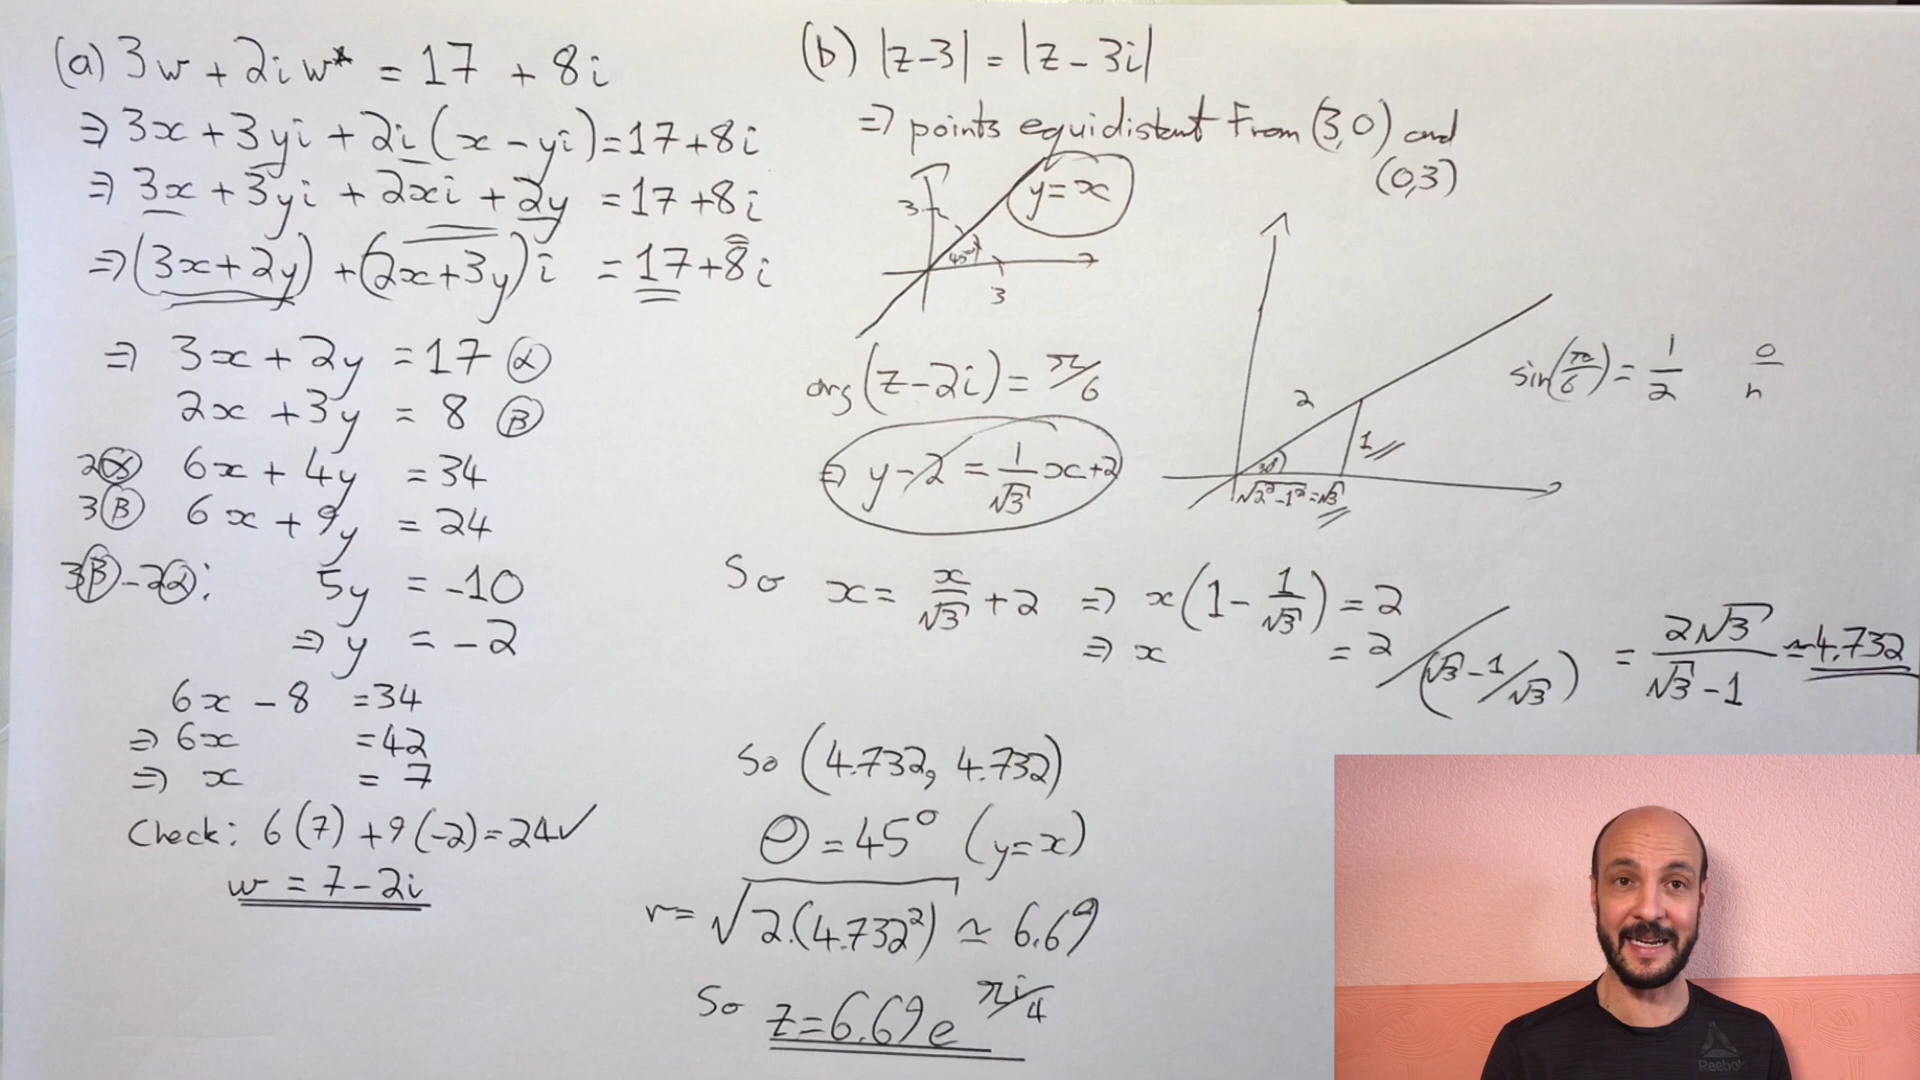 (a) 3w + 2iw* = 17 + 8i
⇒ 3x + 3yi + 2i(x - yi) = 17 + 8i
⇒ 3x + 3yi + 2xi + 2y = 17 + 8i
⇒ (3x + 2y) + (2x + 3y)i = 17 + 8i
⇒ 3x + 2y = 17 α
2x + 3y = 8 β
2α 6x + 4y = 34
3β 6x + 9y = 24
3β - 2α: 5y = -10
⇒ y = -2
6x - 8 = 34
⇒ 6x = 42
⇒ x = 7
Check: 6(7) + 9(-2) = 24 ✓
w = 7 - 2i
(b) |z - 3| = |z - 3i|
⇒ points equidistant from (3,0) and
(0,3)
y = x
3
45°
3
arg(z - 2i) = π/6
⇒ y - 2 = 1/√3 x + 2
2
1
30°
√2² - 1² = √3
sin(π/6) = 1/2 o/h
So x = x/√3 + 2 ⇒ x(1 - 1/√3) = 2
⇒ x = 2/(√3 - 1/√3) = 2√3/√3 - 1 ≃ 4.732
So (4.732, 4.732)
θ = 45° (y = x)
r = √2.(4.732²) ≃ 6.69
So z = 6.69e^πi/4
Reebok